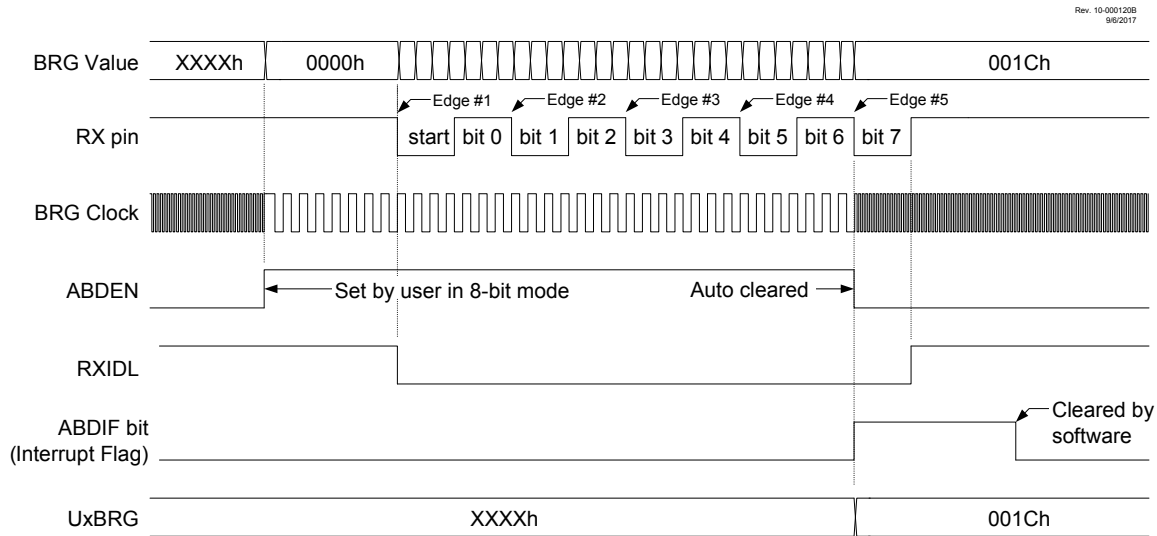 Rev. 10-000120B
9/6/2017
BRG Value XXXXh 0000h 001Ch
Edge #1 Edge #2 Edge #3 Edge #4 Edge #5
RX pin start bit 0 bit 1 bit 2 bit 3 bit 4 bit 5 bit 6 bit 7
BRG Clock
ABDEN Set by user in 8-bit mode Auto cleared
RXIDL
ABDIF bit
(Interrupt Flag)
Cleared by
software
UxBRG XXXXh 001Ch